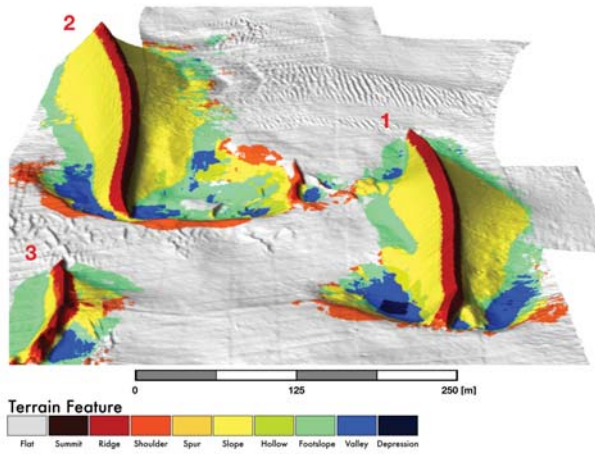 2
1
3
0 125 250 [m]
Terrain Feature
Flat Summit Ridge Shoulder Spur Slope Hollow Footslope Valley Depression